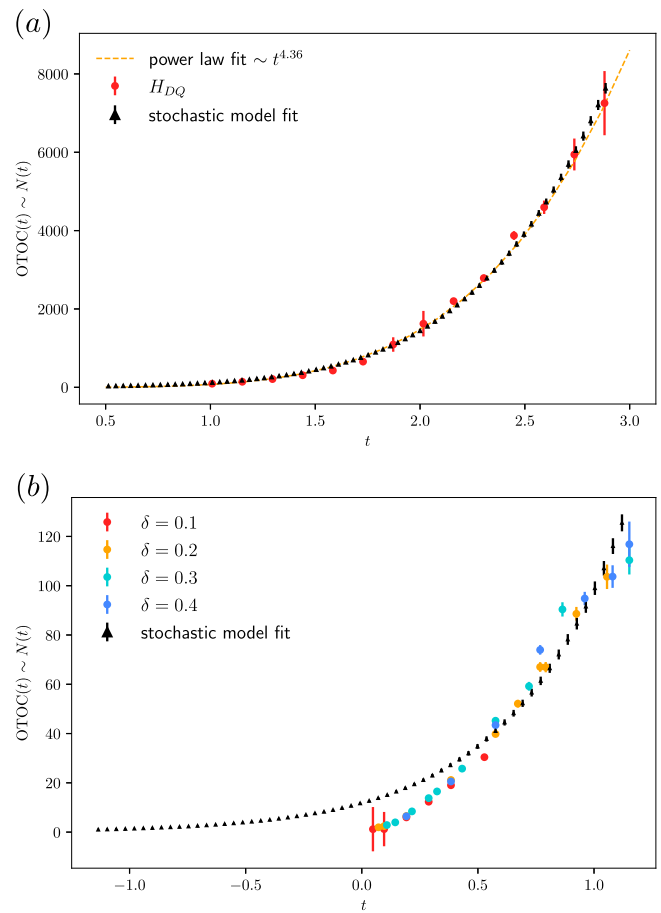 (a)
power law fit ~ t^4.36
H_DQ
stochastic model fit
8000
6000
4000
2000
0
OTOC(t) ~ N(t)
0.5 1.0 1.5 2.0 2.5 3.0
t
(b)
δ = 0.1
δ = 0.2
δ = 0.3
δ = 0.4
stochastic model fit
120
100
80
60
40
20
0
OTOC(t) ~ N(t)
−1.0 −0.5 0.0 0.5 1.0
t